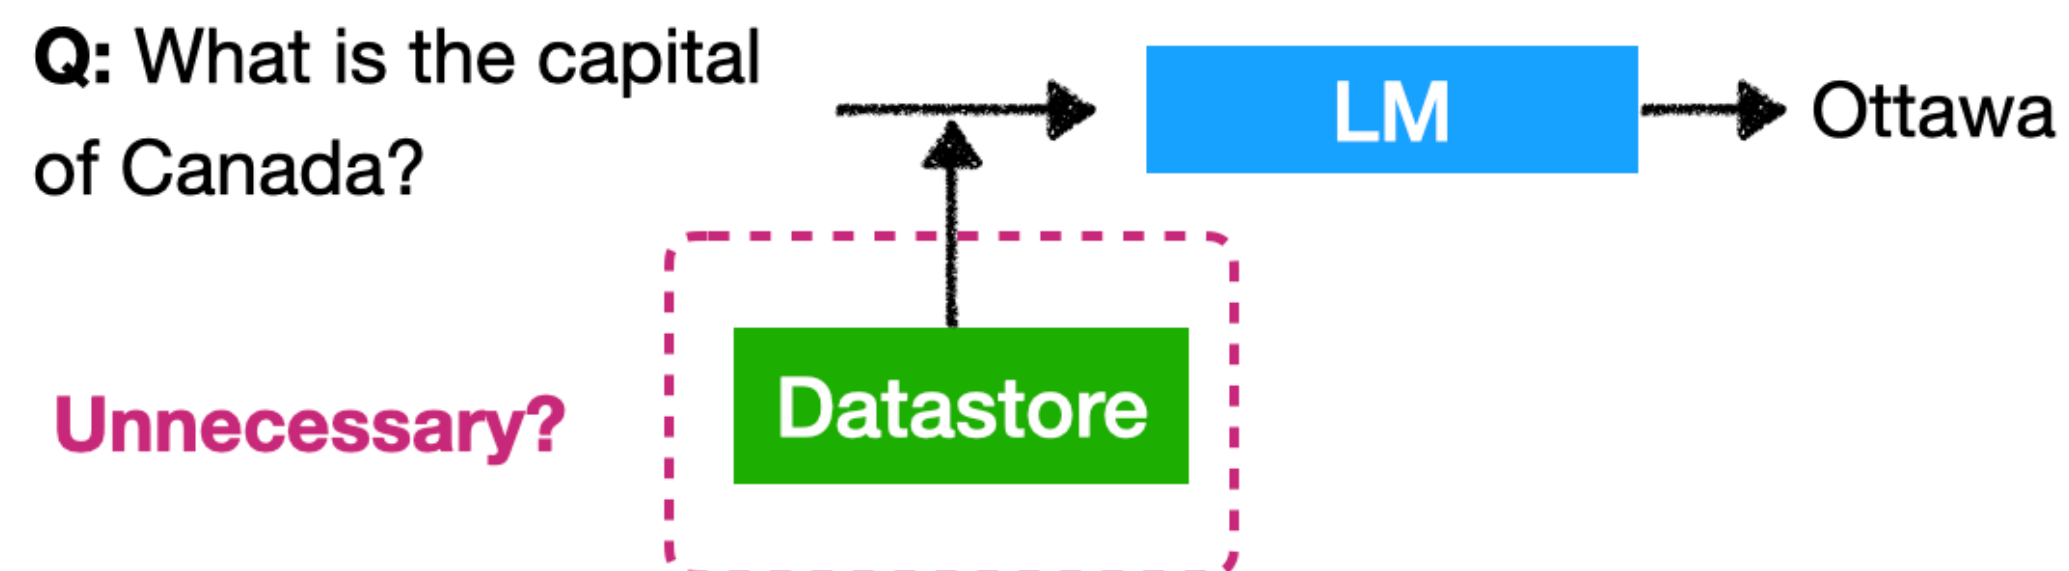 Q: What is the capital
of Canada?
LM
Ottawa
Datastore
Unnecessary?